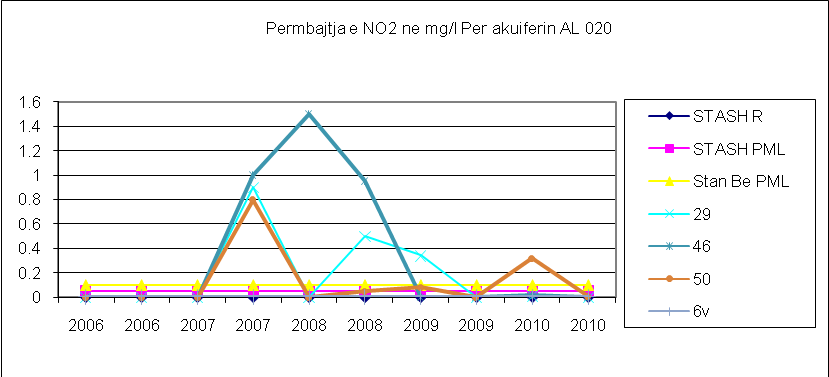 Permbajtja e NO2 ne mg/l Per akuiferin AL 020
1.6
1.4
1.2
1
0.8
0.6
0.4
0.2
0
2006 2006 2007 2007 2008 2008 2009 2009 2010 2010
STASH R
STASH PML
Stan Be PML
29
46
50
6v